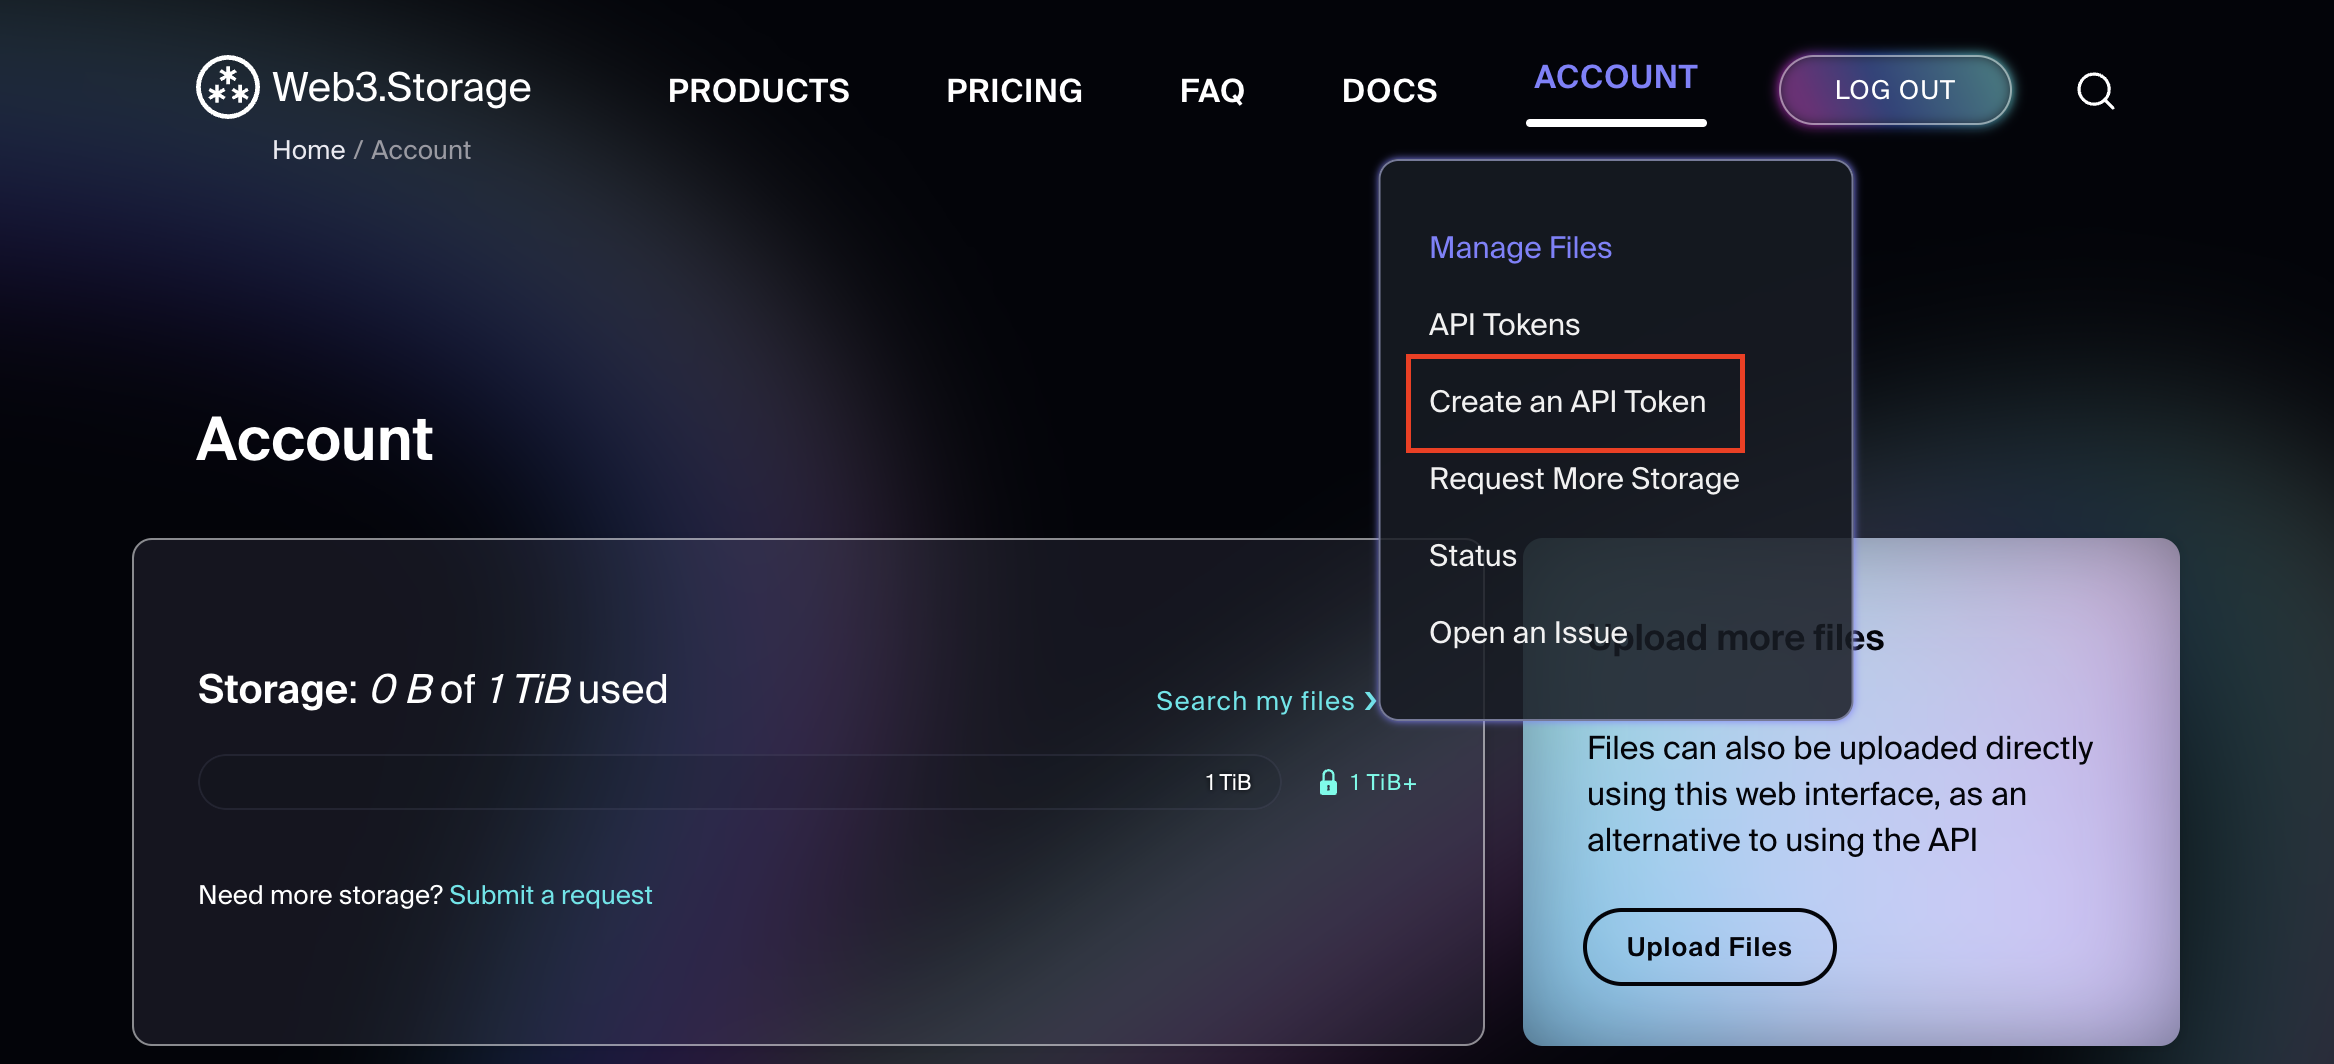 Web3.Storage
PRODUCTS
PRICING
FAQ
DOCS
ACCOUNT
LOG OUT
Home / Account
Manage Files
API Tokens
Create an API Token
Request More Storage
Status
Open an Issue
Account
Storage: 0 B of 1 TiB used
Search my files ›
1 TiB
1 TiB+
Need more storage? Submit a request
Upload more files
Files can also be uploaded directly
using this web interface, as an
alternative to using the API
Upload Files